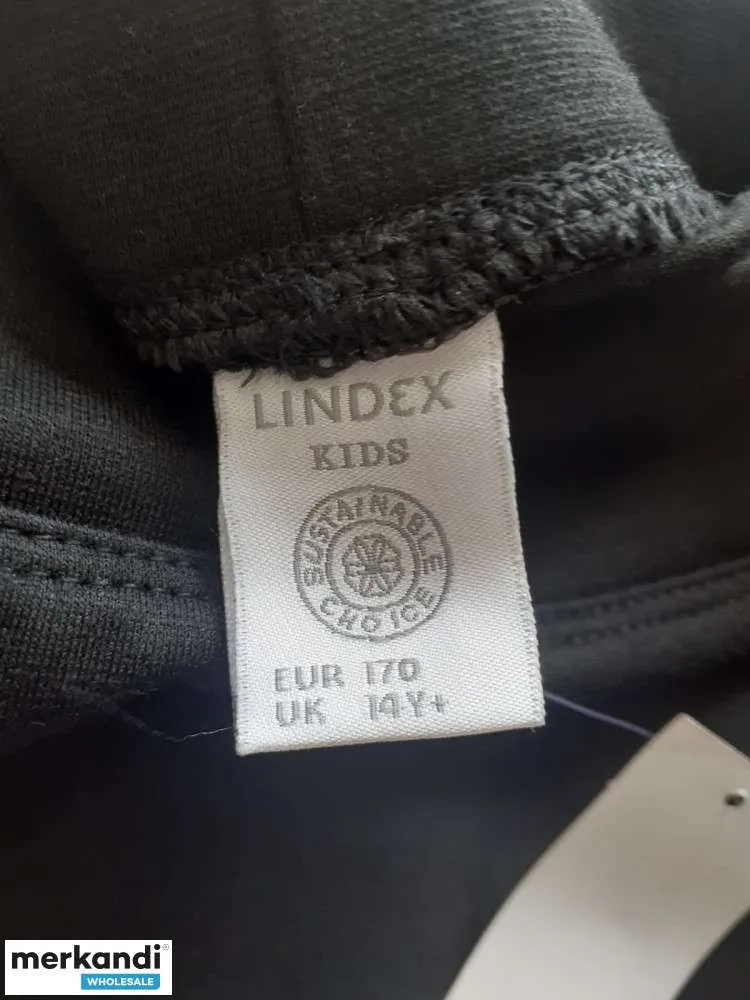 LINDEX
KIDS
SUSTAINABLE
CHOICE
EUR 170
UK 14Y+
merkandi®
WHOLESALE